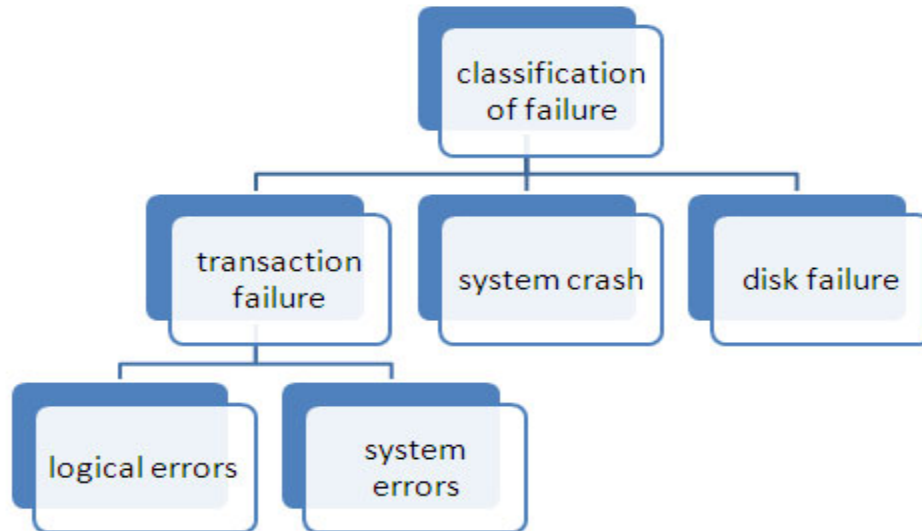 classification
of failure
transaction
failure
system crash
disk failure
logical errors
system
errors